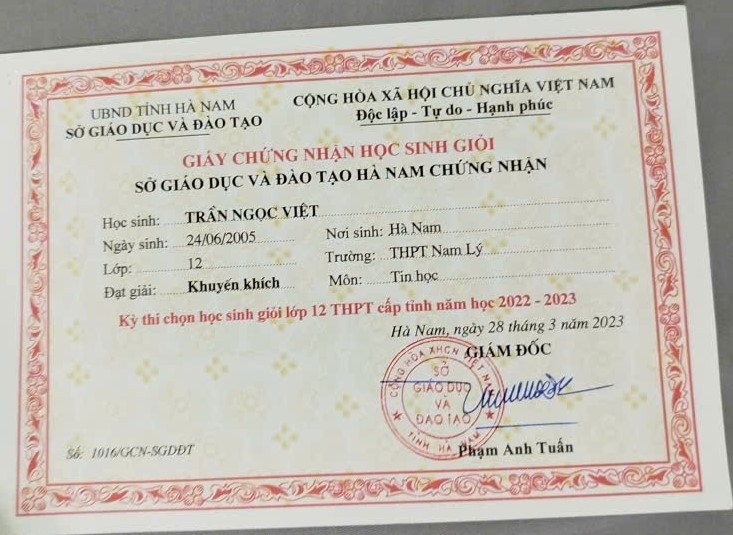 UBND TỈNH HÀ NAM
SỞ GIÁO DỤC VÀ ĐÀO TẠO
CỘNG HÒA XÃ HỘI CHỦ NGHĨA VIỆT NAM
Độc lập - Tự do - Hạnh phúc
GIẤY CHỨNG NHẬN HỌC SINH GIỎI
SỞ GIÁO DỤC VÀ ĐÀO TẠO HÀ NAM CHỨNG NHẬN
Học sinh: TRẦN NGỌC VIỆT
Ngày sinh: 24/06/2005 Nơi sinh: Hà Nam
Lớp: 12 Trường: THPT Nam Lý
Đạt giải: Khuyến khích Môn: Tin học
Kỳ thi chọn học sinh giỏi lớp 12 THPT cấp tỉnh năm học 2022 - 2023
Hà Nam, ngày 28 tháng 3 năm 2023
GIÁM ĐỐC
CỘNG HÒA XHCN VIỆT NAM
SỞ
GIÁO DỤC
VÀ
ĐÀO TẠO
TỈNH HÀ NAM
Phạm Anh Tuấn
Số: 1016/GCN-SGDĐT